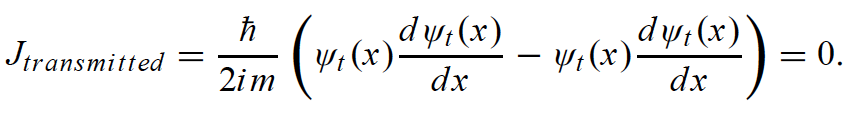 J_{transmitted} = \frac{\hbar}{2im} \left( \psi_t(x) \frac{d\psi_t(x)}{dx} - \psi_t(x) \frac{d\psi_t(x)}{dx} \right) = 0.